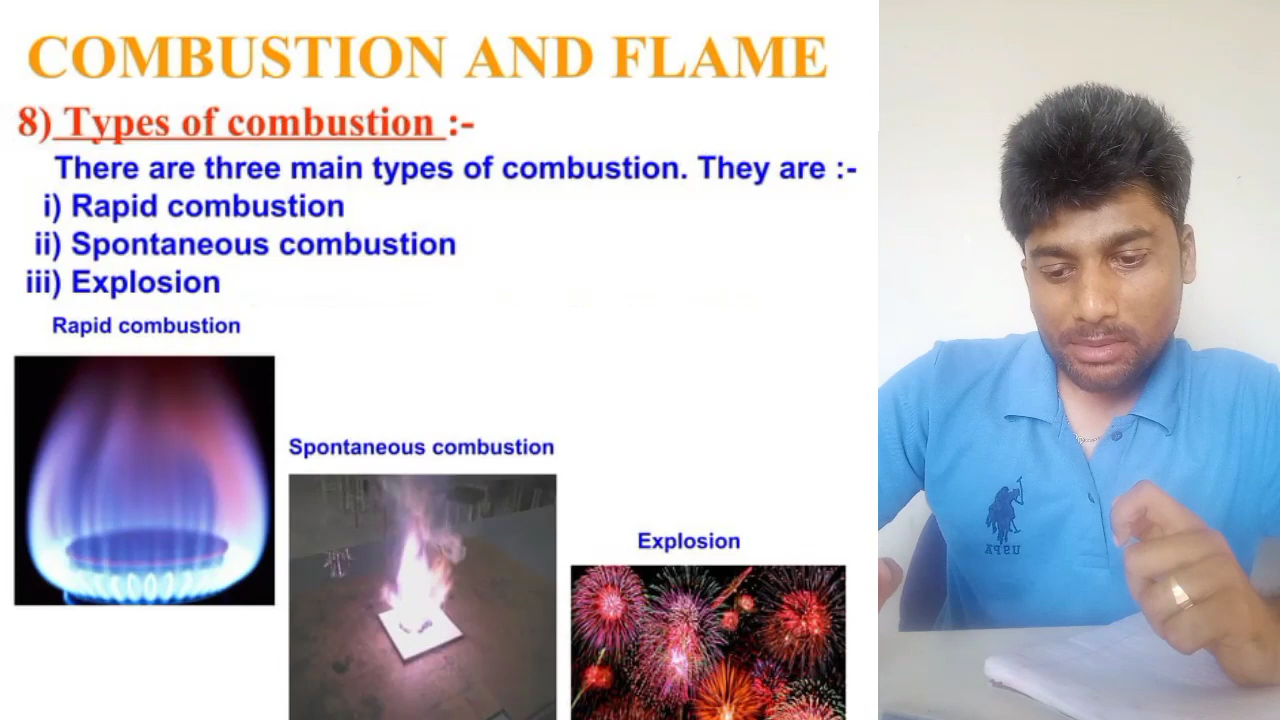 COMBUSTION AND FLAME
8) Types of combustion :-
There are three main types of combustion. They are :-
i) Rapid combustion
ii) Spontaneous combustion
iii) Explosion
Rapid combustion
Spontaneous combustion
Explosion
USPA